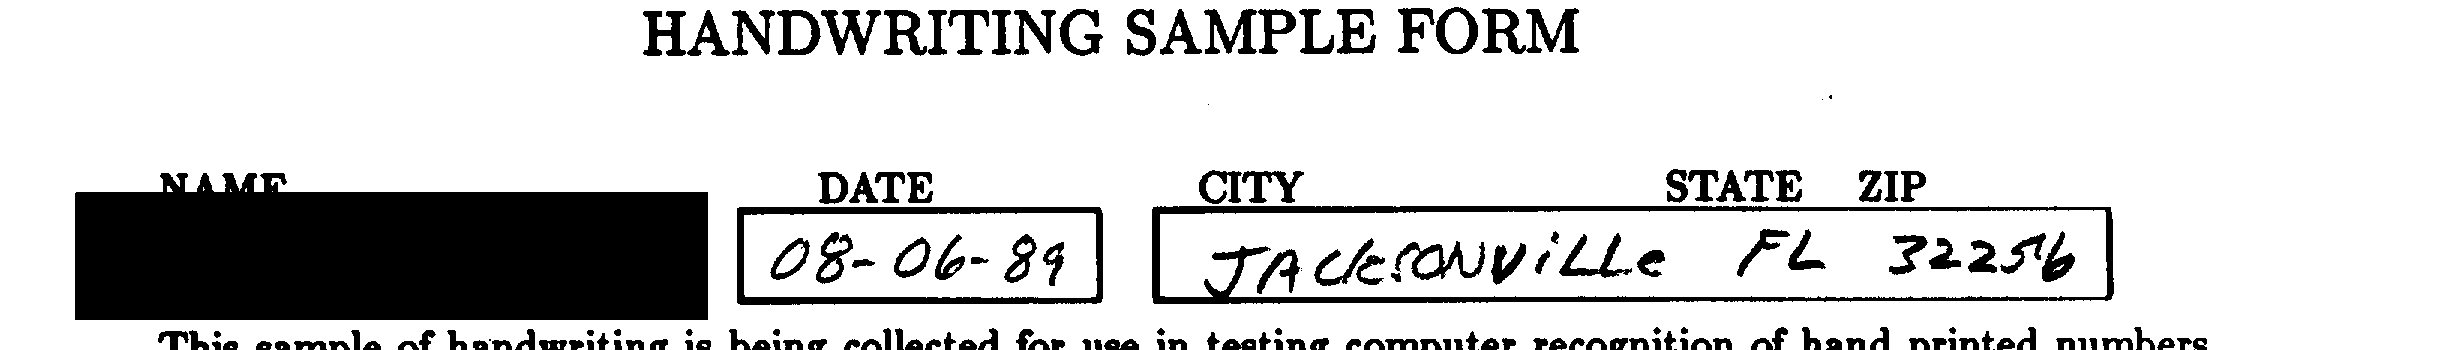 HANDWRITING SAMPLE FORM
NAME DATE CITY STATE ZIP
08-06-89 JACKSONVILLe FL 32256
This sample of handwriting is being collected for use in testing computer recognition of hand printed numbers